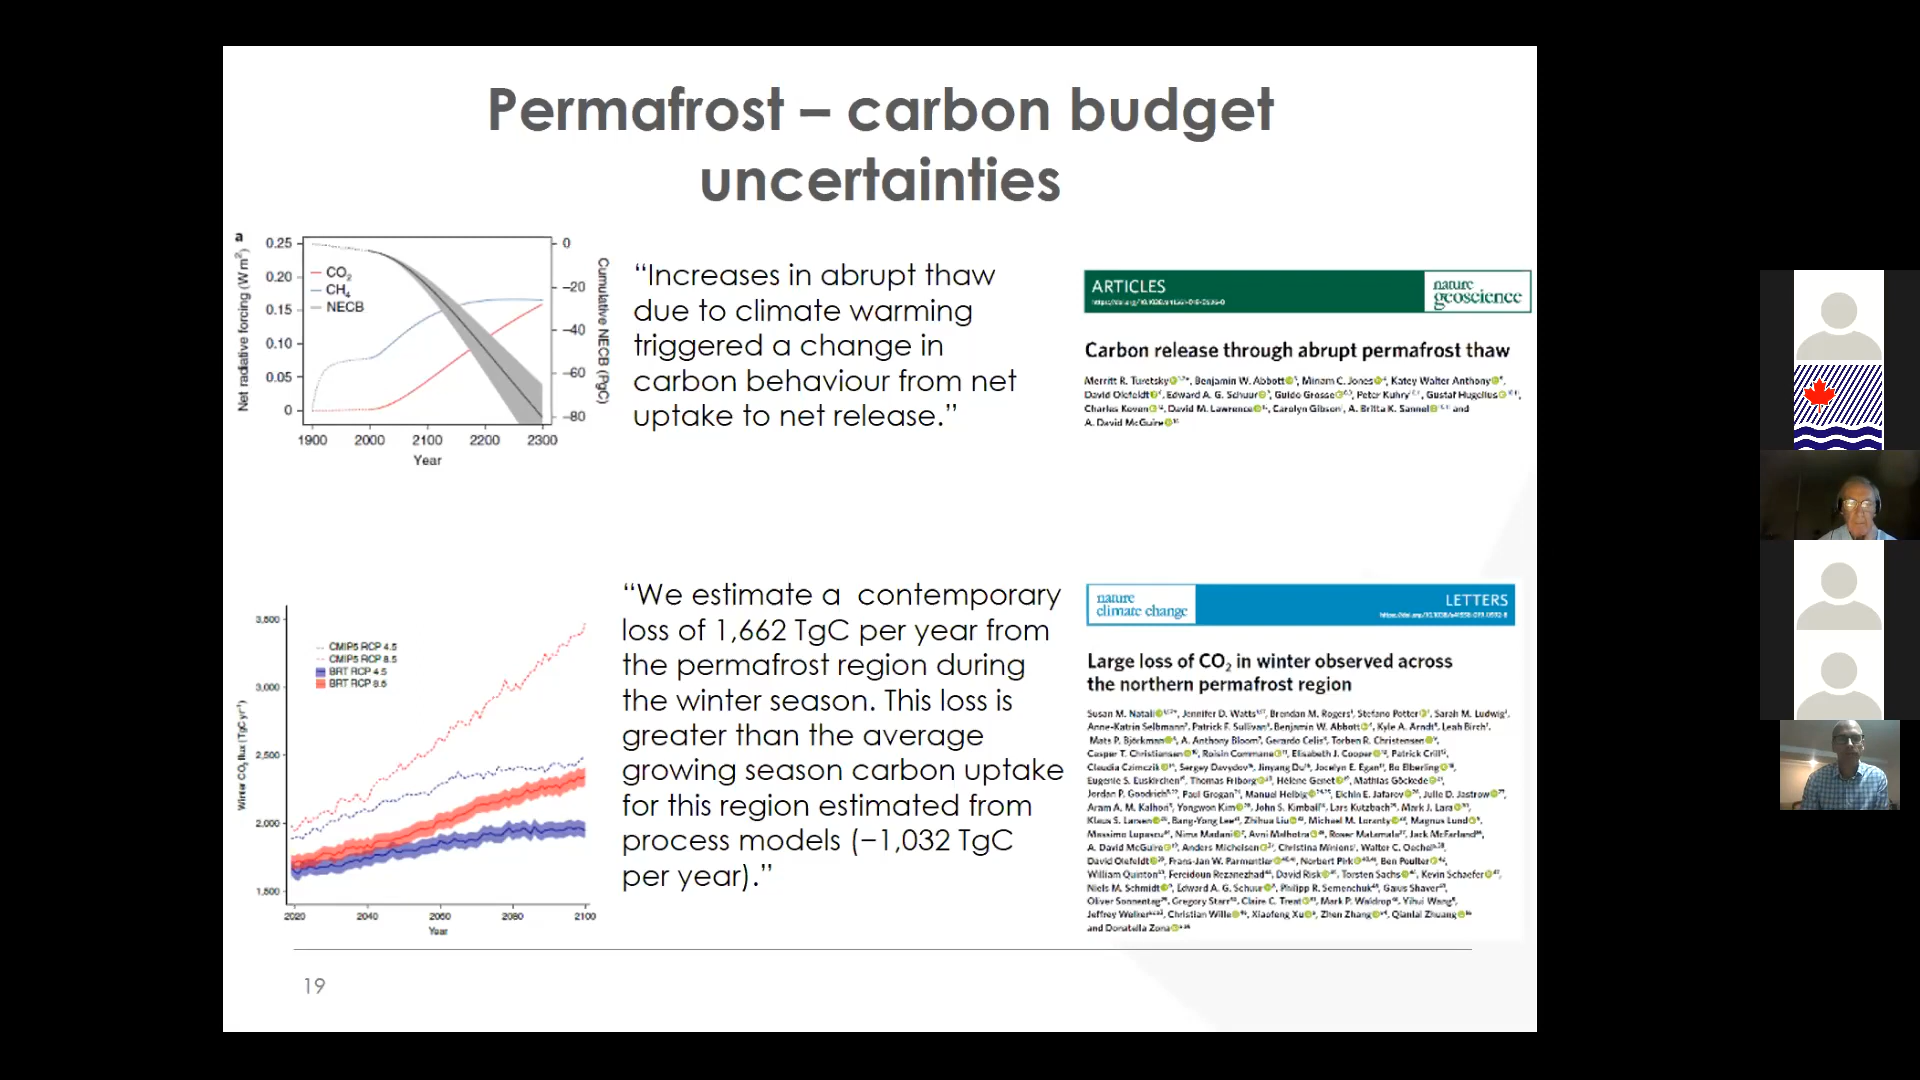 Permafrost – carbon budget
uncertainties
a
Net radiative forcing (W m²)
0.25
0.20
0.15
0.10
0.05
0
CO₂
CH₄
NECB
0
−20
−40
−60
−80
Cumulative NECB (PgC)
1900 2000 2100 2200 2300
Year
“Increases in abrupt thaw
due to climate warming
triggered a change in
carbon behaviour from net
uptake to net release.”
ARTICLES
nature
geoscience
Carbon release through abrupt permafrost thaw
Merritt R. Turetsky, Benjamin W. Abbott, Miriam C. Jones, Katey Walter Anthony,
David Olefeldt, Edward A. G. Schuur, Guido Grosse, Peter Kuhry, Gustaf Hugelius,
Charles Koven, David M. Lawrence, Carolyn Gibson, A. Britta K. Sannel and
A. David McGuire
Winter CO₂ flux (TgC yr⁻¹)
3,500
3,000
2,500
2,000
1,500
CMIP5 RCP 4.5
CMIP5 RCP 8.5
BRT RCP 4.5
BRT RCP 8.5
2020 2040 2060 2080 2100
Year
“We estimate a contemporary
loss of 1,662 TgC per year from
the permafrost region during
the winter season. This loss is
greater than the average
growing season carbon uptake
for this region estimated from
process models (−1,032 TgC
per year).”
nature
climate change
LETTERS
Large loss of CO₂ in winter observed across
the northern permafrost region
Susan M. Natali, Jennifer D. Watts, Brendan M. Rogers, Stefano Potter, Sarah M. Ludwig,
Anne-Katrin Selbmann, Patrick F. Sullivan, Benjamin W. Abbott, Kyle A. Arndt, Leah Birch,
Mats P. Björkman, A. Anthony Bloom, Gerardo Celis, Torben R. Christensen,
Casper T. Christiansen, Roisin Commane, Elisabeth J. Cooper, Patrick Crill,
Claudia Czimczik, Sergey Davydov, Jinyang Du, Jocelyn E. Egan, Bo Elberling,
Eugenie S. Euskirchen, Thomas Friborg, Hélène Genet, Mathias Göckede,
Jordan P. Goodrich, Paul Grogan, Manuel Helbig, Elchin E. Jafarov, Julie D. Jastrow,
Aram A. M. Kalhori, Yongwon Kim, John S. Kimball, Lars Kutzbach, Mark J. Lara,
Klaus S. Larsen, Bang-Yong Lee, Zhihua Liu, Michael M. Loranty, Magnus Lund,
Massimo Lupascu, Nima Madani, Avni Malhotra, Roser Matamala, Jack McFarland,
A. David McGuire, Anders Michelsen, Christina Minions, Walter C. Oechel,
David Olefeldt, Frans-Jan W. Parmentier, Norbert Pirk, Ben Poulter,
William Quinton, Fereidoun Rezanezhad, David Risk, Torsten Sachs, Kevin Schaefer,
Niels M. Schmidt, Edward A. G. Schuur, Philipp R. Semenchuk, Gaius Shaver,
Oliver Sonnentag, Gregory Starr, Claire C. Treat, Mark P. Waldrop, Yihui Wang,
Jeffrey Welker, Christian Wille, Xiaofeng Xu, Zhen Zhang, Qianlai Zhuang
and Donatella Zona
19